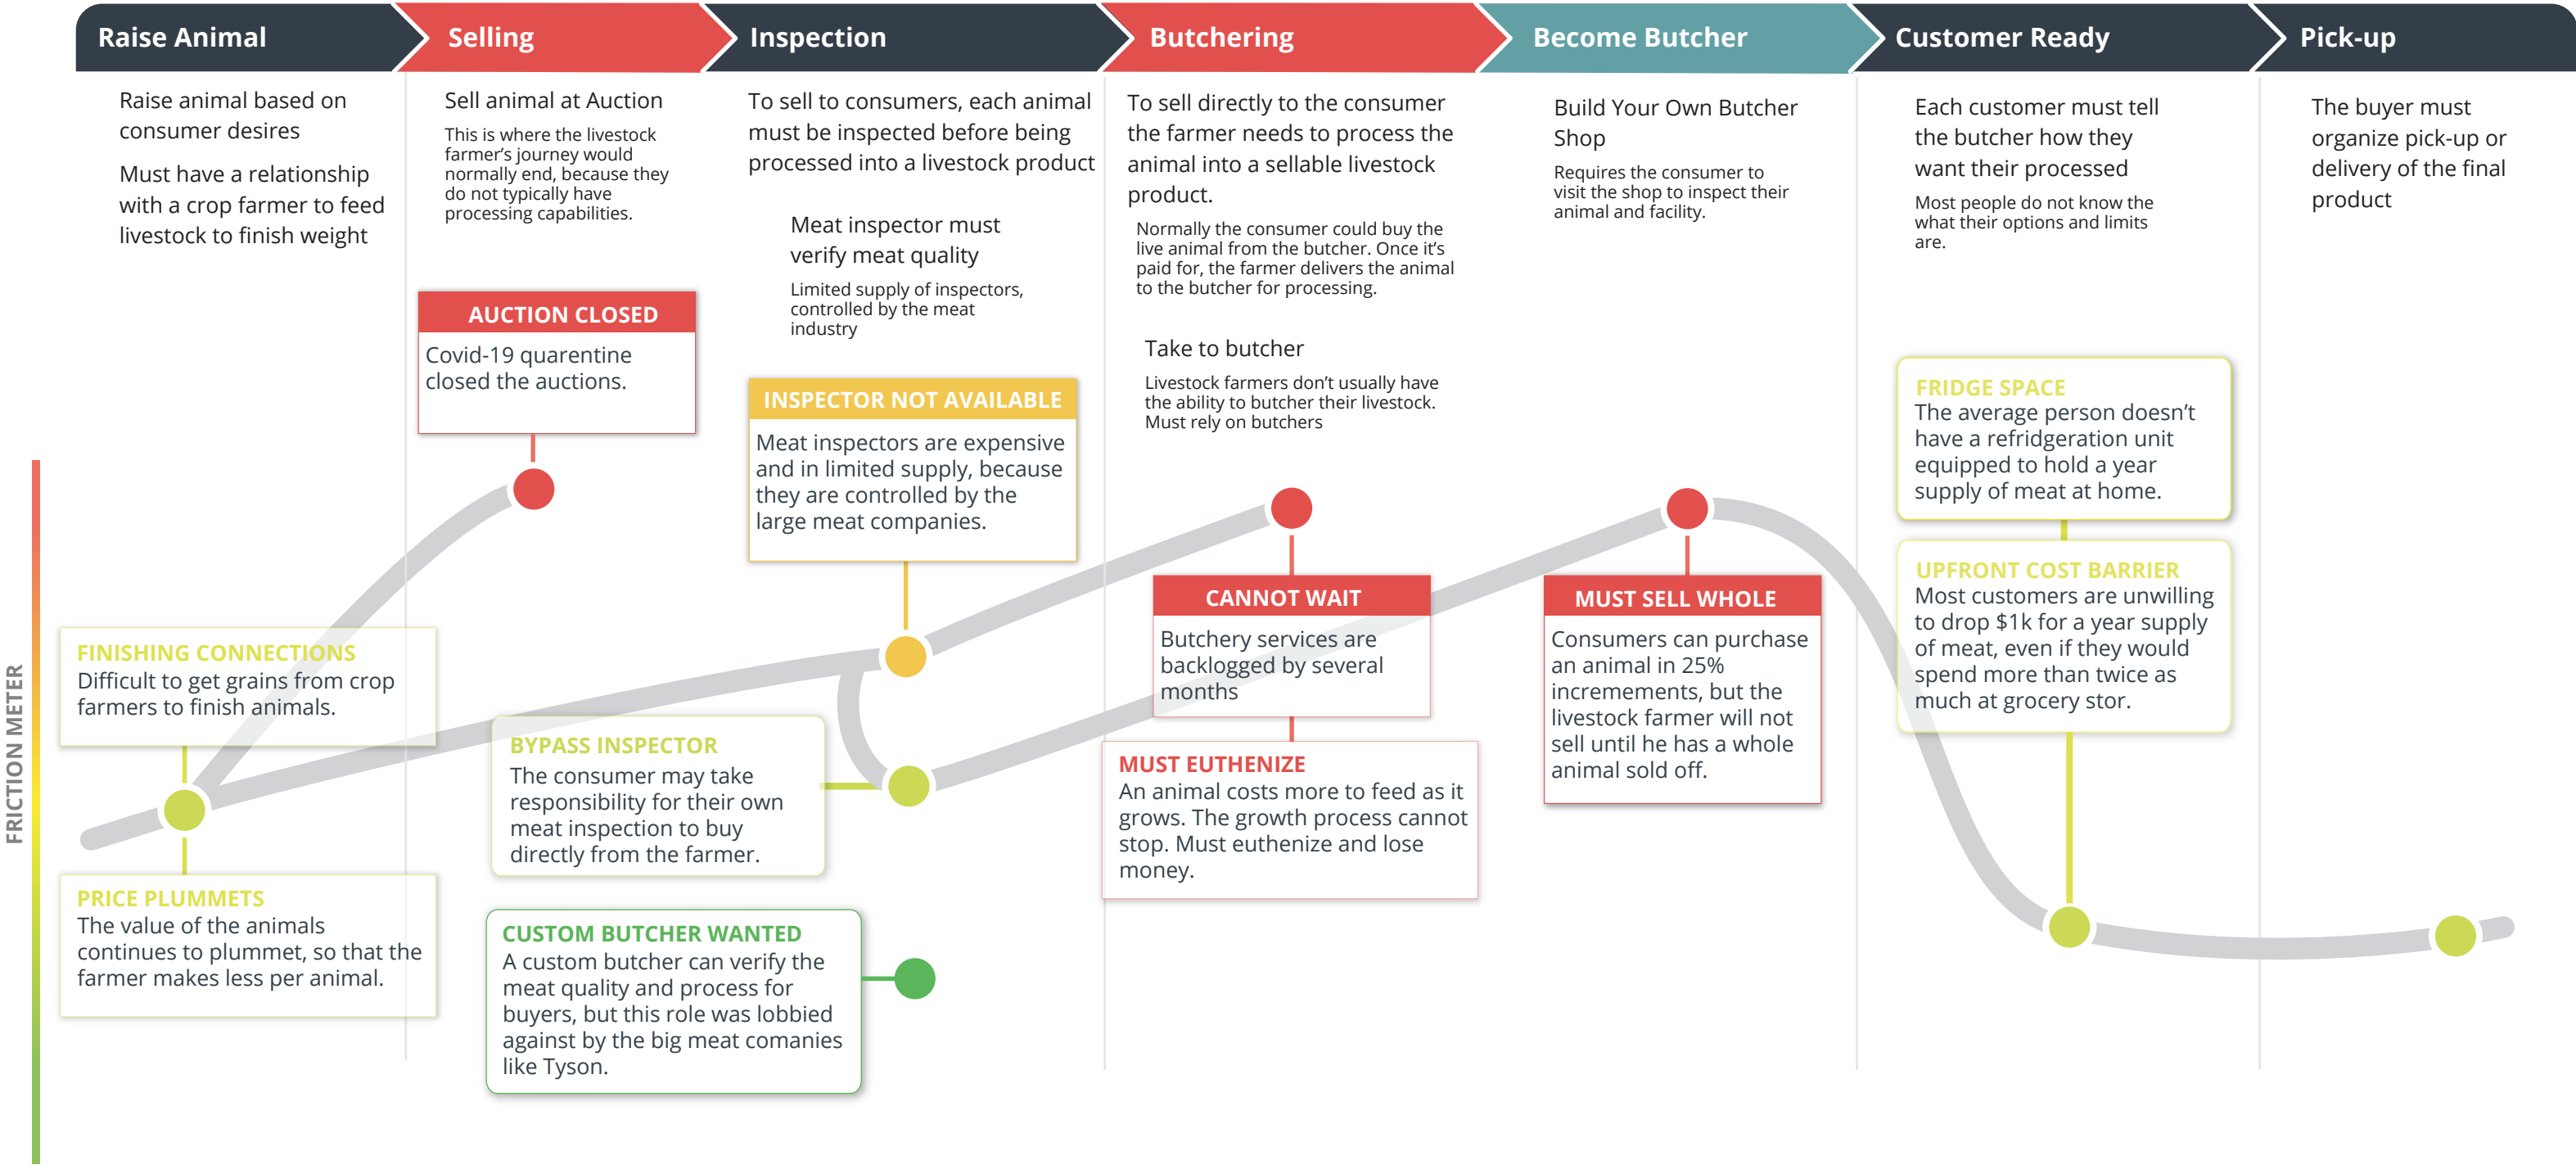 Raise Animal
Selling
Inspection
Butchering
Become Butcher
Customer Ready
Pick-up
Raise animal based on
consumer desires
Must have a relationship
with a crop farmer to feed
livestock to finish weight
Sell animal at Auction
This is where the livestock
farmer's journey would
normally end, because they
do not typically have
processing capabilities.
To sell to consumers, each animal
must be inspected before being
processed into a livestock product
Meat inspector must
verify meat quality
Limited supply of inspectors,
controlled by the meat
industry
To sell directly to the consumer
the farmer needs to process the
animal into a sellable livestock
product.
Normally the consumer could buy the
live animal from the butcher. Once it's
paid for, the farmer delivers the animal
to the butcher for processing.
Take to butcher
Livestock farmers don't usually have
the ability to butcher their livestock.
Must rely on butchers
Build Your Own Butcher
Shop
Requires the consumer to
visit the shop to inspect their
animal and facility.
Each customer must tell
the butcher how they
want their processed
Most people do not know the
what their options and limits
are.
The buyer must
organize pick-up or
delivery of the final
product
AUCTION CLOSED
Covid-19 quarentine
closed the auctions.
INSPECTOR NOT AVAILABLE
Meat inspectors are expensive
and in limited supply, because
they are controlled by the
large meat companies.
FRIDGE SPACE
The average person doesn't
have a refridgeration unit
equipped to hold a year
supply of meat at home.
UPFRONT COST BARRIER
Most customers are unwilling
to drop $1k for a year supply
of meat, even if they would
spend more than twice as
much at grocery stor.
CANNOT WAIT
Butchery services are
backlogged by several
months
MUST EUTHENIZE
An animal costs more to feed as it
grows. The growth process cannot
stop. Must euthenize and lose
money.
MUST SELL WHOLE
Consumers can purchase
an animal in 25%
incremements, but the
livestock farmer will not
sell until he has a whole
animal sold off.
FINISHING CONNECTIONS
Difficult to get grains from crop
farmers to finish animals.
BYPASS INSPECTOR
The consumer may take
responsibility for their own
meat inspection to buy
directly from the farmer.
PRICE PLUMMETS
The value of the animals
continues to plummet, so that the
farmer makes less per animal.
CUSTOM BUTCHER WANTED
A custom butcher can verify the
meat quality and process for
buyers, but this role was lobbied
against by the big meat comanies
like Tyson.
FRICTION METER